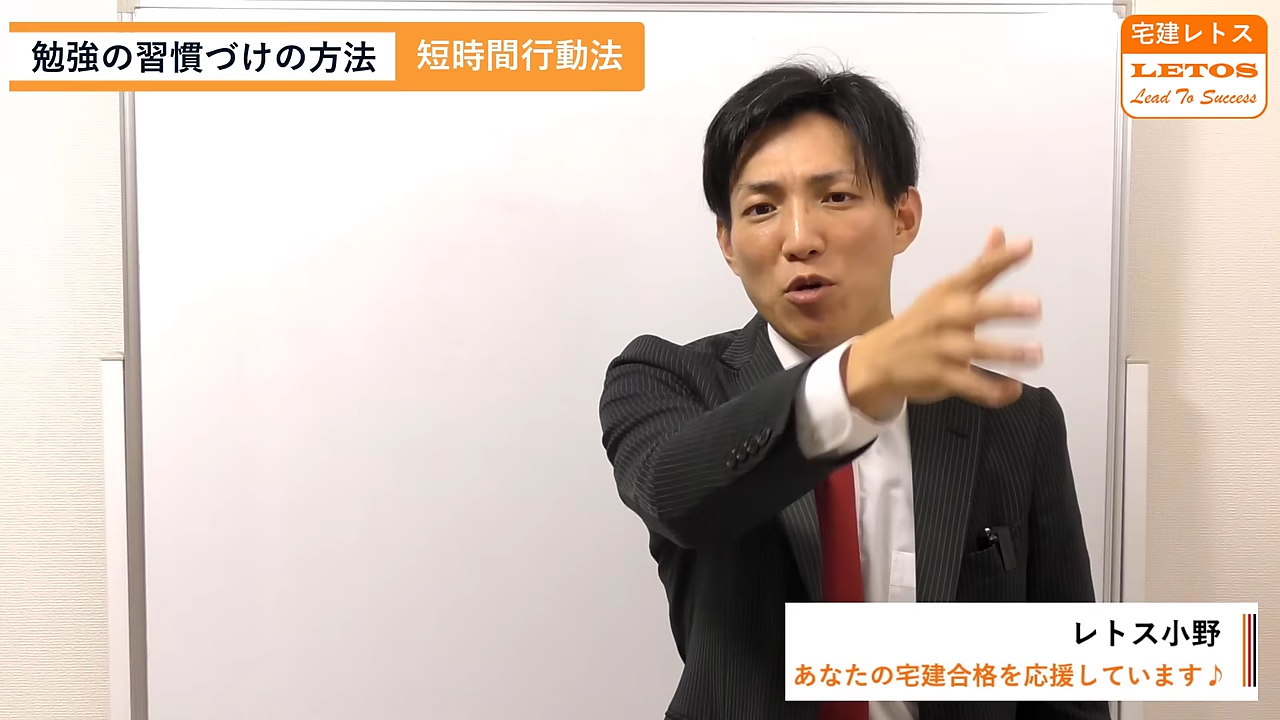 勉強の習慣づけの方法 短時間行動法
宅建レトス
LETOS
Lead To Success
レトス小野
あなたの宅建合格を応援しています♪